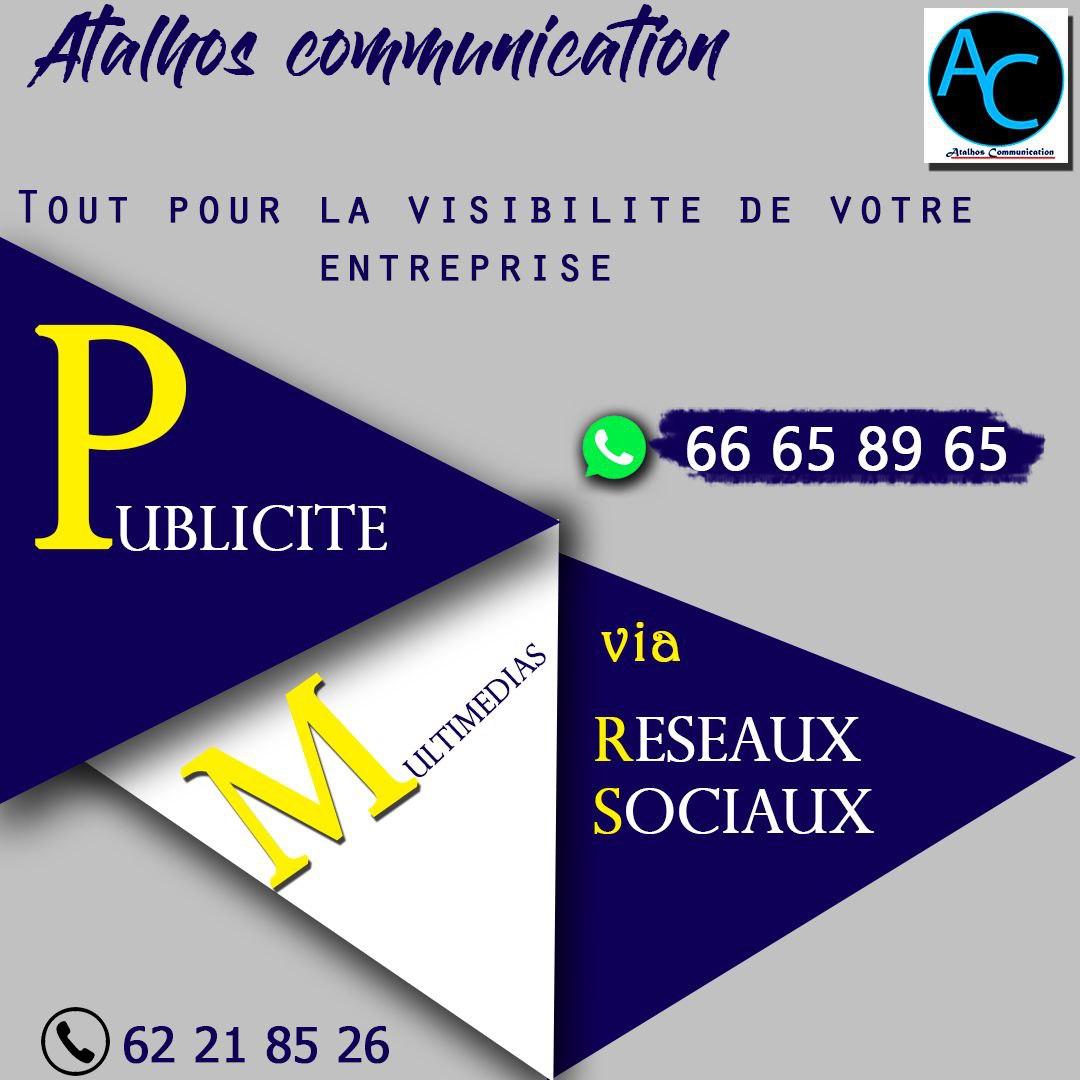 Atalhos communication
AC
Atalhos Communication
TOUT POUR LA VISIBILITE DE VOTRE
ENTREPRISE
PUBLICITE
66 65 89 65
MULTIMEDIAS
via
RESEAUX
SOCIAUX
62 21 85 26